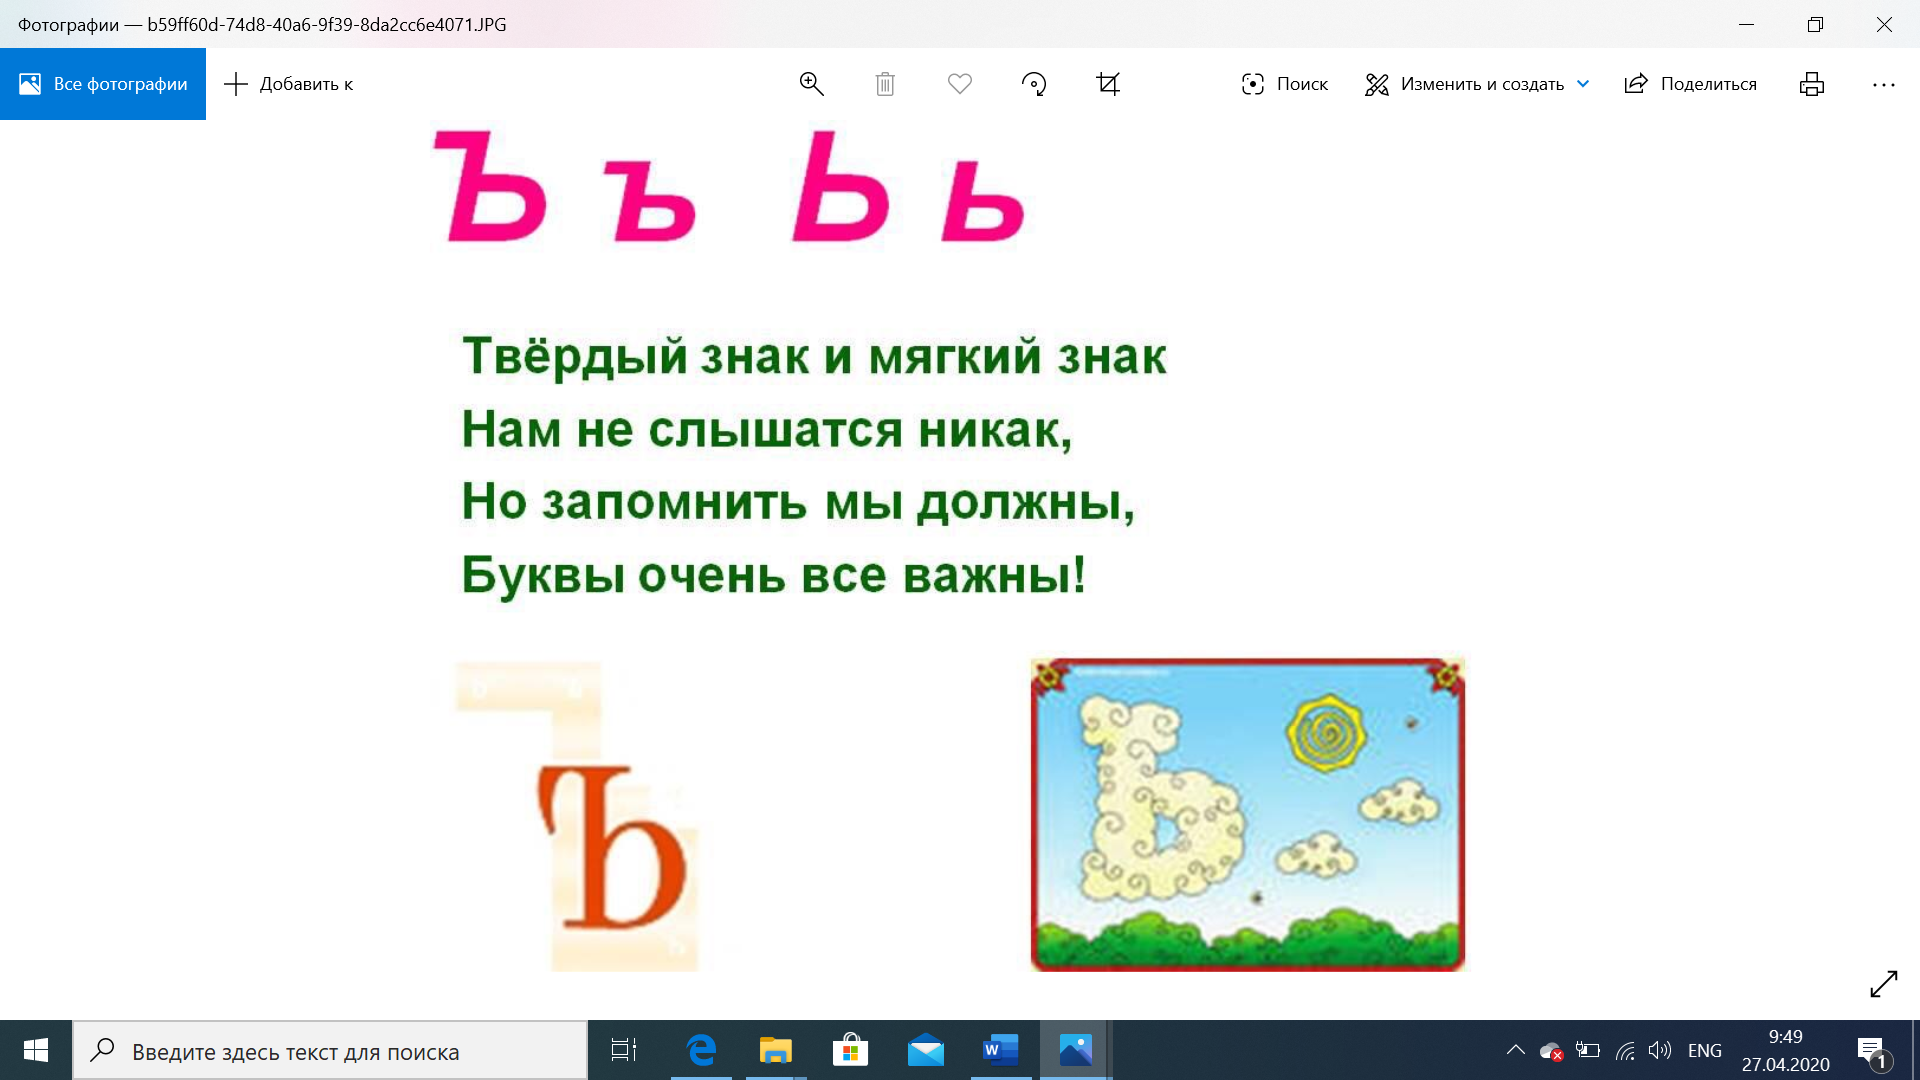 Фотографии — b59ff60d-74d8-40a6-9f39-8da2cc6e4071.JPG
Все фотографии
Добавить к
Поиск
Изменить и создать
Поделиться
Ъ ъ Ь ь
Твёрдый знак и мягкий знак
Нам не слышатся никак,
Но запомнить мы должны,
Буквы очень все важны!
Ъ
Ь
Введите здесь текст для поиска
W
ENG
9:49
27.04.2020
1